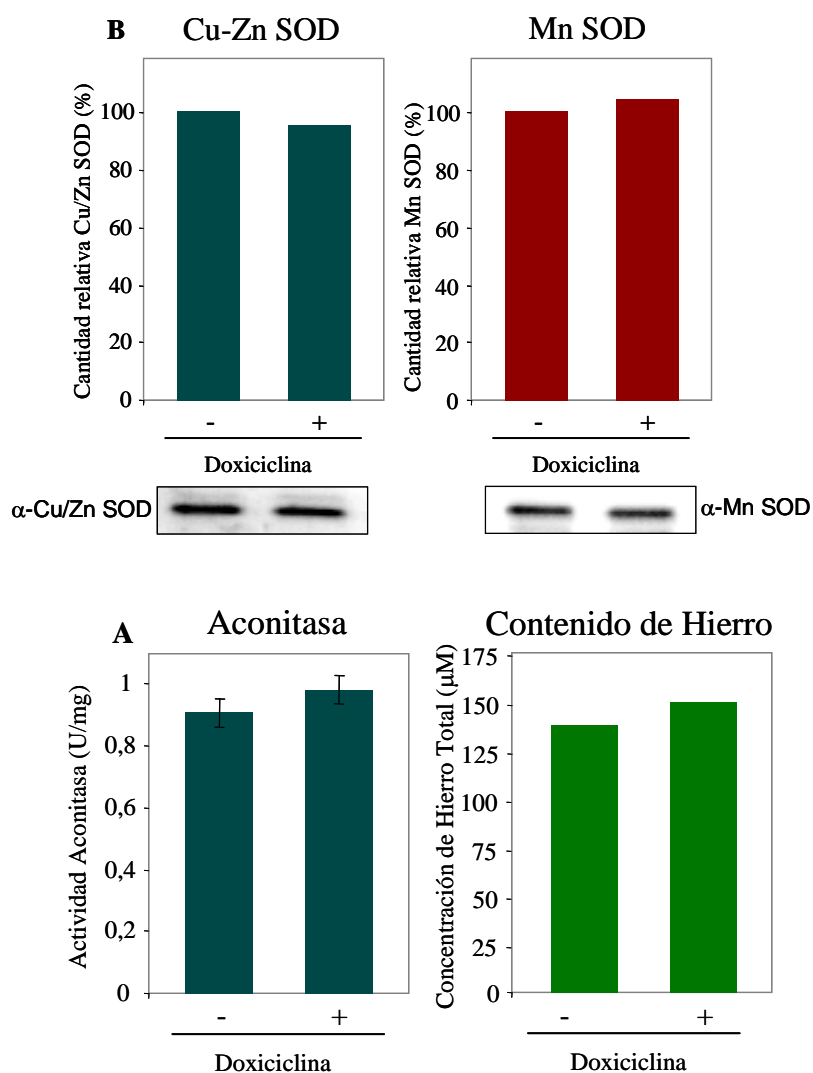 B
Cu-Zn SOD
Cantidad relativa Cu/Zn SOD (%)
100
80
60
40
20
0
- +
Doxiciclina
α-Cu/Zn SOD
Mn SOD
Cantidad relativa Mn SOD (%)
100
80
60
40
20
0
- +
Doxiciclina
α-Mn SOD
A
Aconitasa
Actividad Aconitasa (U/mg)
1
0,8
0,6
0,4
0,2
0
- +
Doxiciclina
Contenido de Hierro
Concentración de Hierro Total (µM)
175
150
125
100
75
50
25
0
- +
Doxiciclina